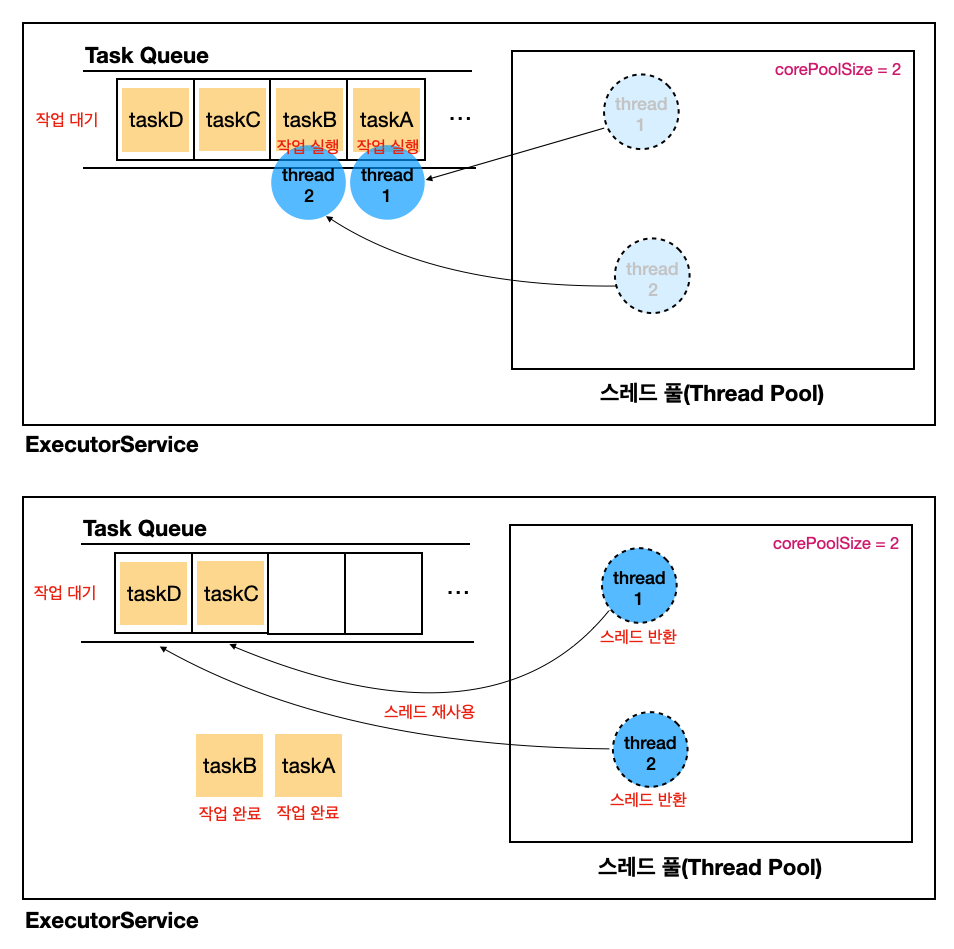 Task Queue
corePoolSize = 2
작업 대기
taskD
taskC
taskB
taskA
...
작업 실행
작업 실행
thread
2
thread
1
thread
1
thread
2
스레드 풀(Thread Pool)
ExecutorService
Task Queue
corePoolSize = 2
작업 대기
taskD
taskC
...
thread
1
스레드 반환
스레드 재사용
thread
2
스레드 반환
taskB
taskA
작업 완료
작업 완료
스레드 풀(Thread Pool)
ExecutorService